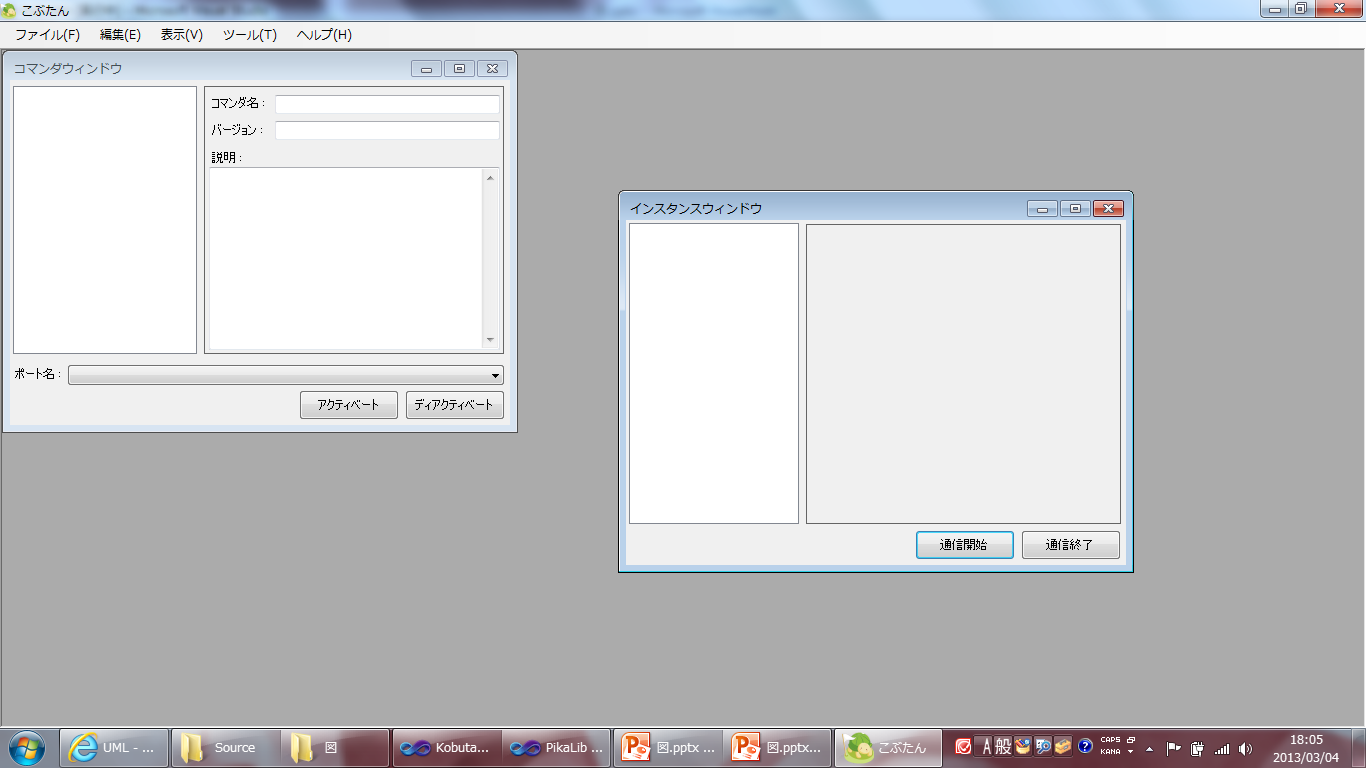 こぶたん
ファイル(F) 編集(E) 表示(V) ツール(T) ヘルプ(H)
コマンダウィンドウ
コマンダ名：
バージョン：
説明：
ポート名：
アクティベート ディアクティベート
インスタンスウィンドウ
通信開始 通信終了
UML - ... Source 図 Kobuta... PikaLib ... 図.pptx ... 図.pptx... こぶたん
A 般 CAPS KANA
18:05
2013/03/04